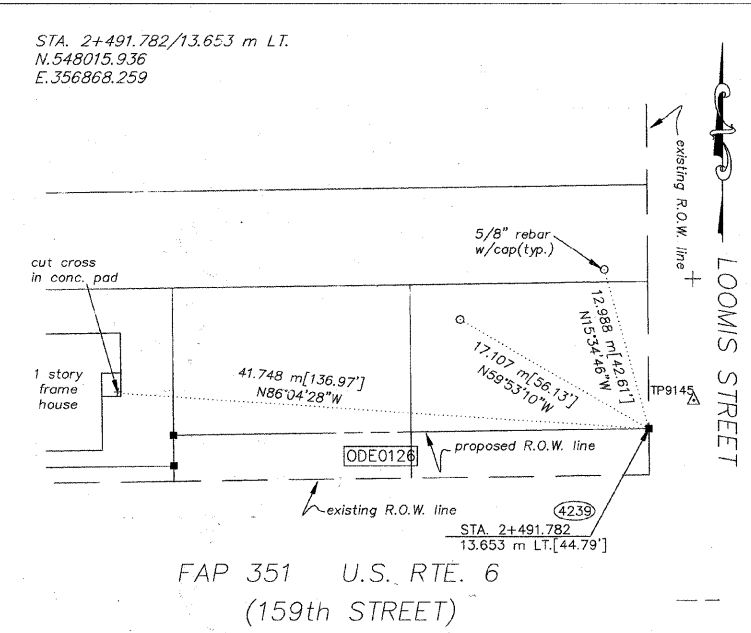 STA. 2+491.782/13.653 m LT.
N.548015.936
E.356868.259
existing R.O.W. line
LOOMIS STREET
5/8" rebar
w/cap(typ.)
cut cross
in conc. pad
12.988 m[42.61']
N15°34'46"W
17.107 m[56.13']
N59°53'10"W
1 story
frame
house
41.748 m[136.97']
N86°04'28"W
TP9145
ODE0126
proposed R.O.W. line
existing R.O.W. line
4239
STA. 2+491.782
13.653 m LT.[44.79']
FAP 351 U.S. RTE. 6
(159th STREET)